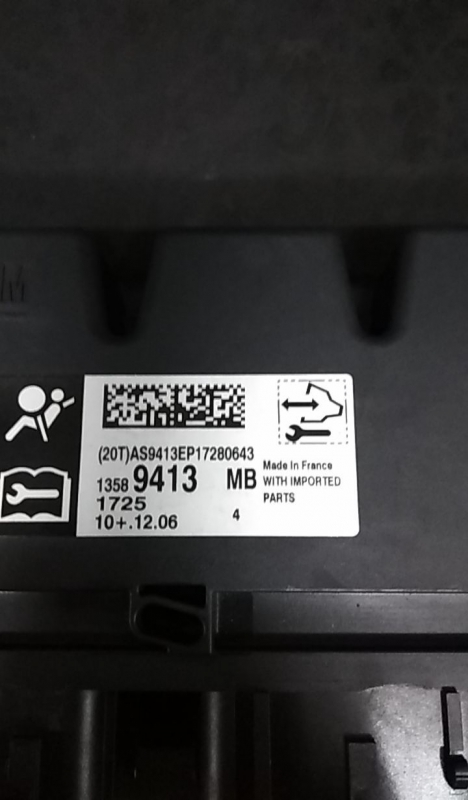 M
(20T)AS9413EP17280643
1358 9413 MB
1725
10+.12.06 4
Made In France
WITH IMPORTED
PARTS